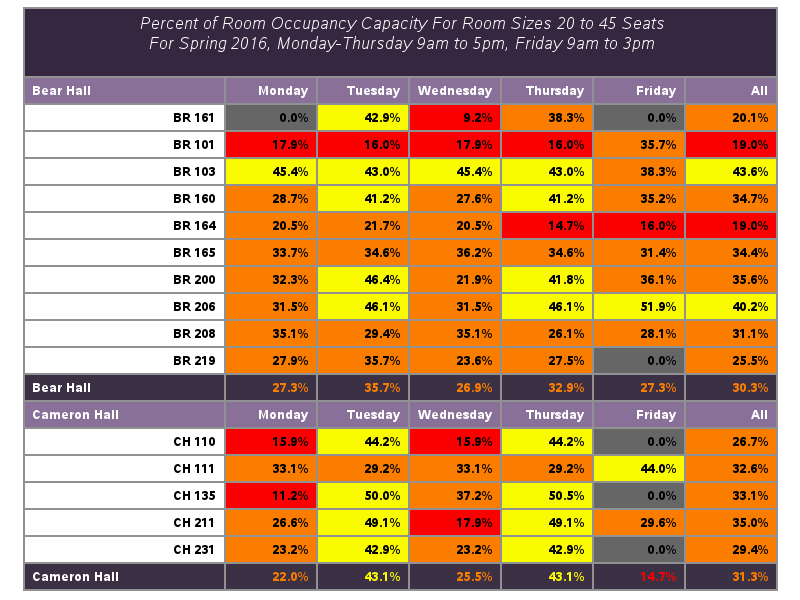 Percent of Room Occupancy Capacity For Room Sizes 20 to 45 Seats
For Spring 2016, Monday-Thursday 9am to 5pm, Friday 9am to 3pm
Bear Hall Monday Tuesday Wednesday Thursday Friday All
BR 161 0.0% 42.9% 9.2% 38.3% 0.0% 20.1%
BR 101 17.9% 16.0% 17.9% 16.0% 35.7% 19.0%
BR 103 45.4% 43.0% 45.4% 43.0% 38.3% 43.6%
BR 160 28.7% 41.2% 27.6% 41.2% 35.2% 34.7%
BR 164 20.5% 21.7% 20.5% 14.7% 16.0% 19.0%
BR 165 33.7% 34.6% 36.2% 34.6% 31.4% 34.4%
BR 200 32.3% 46.4% 21.9% 41.8% 36.1% 35.6%
BR 206 31.5% 46.1% 31.5% 46.1% 51.9% 40.2%
BR 208 35.1% 29.4% 35.1% 26.1% 28.1% 31.1%
BR 219 27.9% 35.7% 23.6% 27.5% 0.0% 25.5%
Bear Hall 27.3% 35.7% 26.9% 32.9% 27.3% 30.3%
Cameron Hall Monday Tuesday Wednesday Thursday Friday All
CH 110 15.9% 44.2% 15.9% 44.2% 0.0% 26.7%
CH 111 33.1% 29.2% 33.1% 29.2% 44.0% 32.6%
CH 135 11.2% 50.0% 37.2% 50.5% 0.0% 33.1%
CH 211 26.6% 49.1% 17.9% 49.1% 29.6% 35.0%
CH 231 23.2% 42.9% 23.2% 42.9% 0.0% 29.4%
Cameron Hall 22.0% 43.1% 25.5% 43.1% 14.7% 31.3%